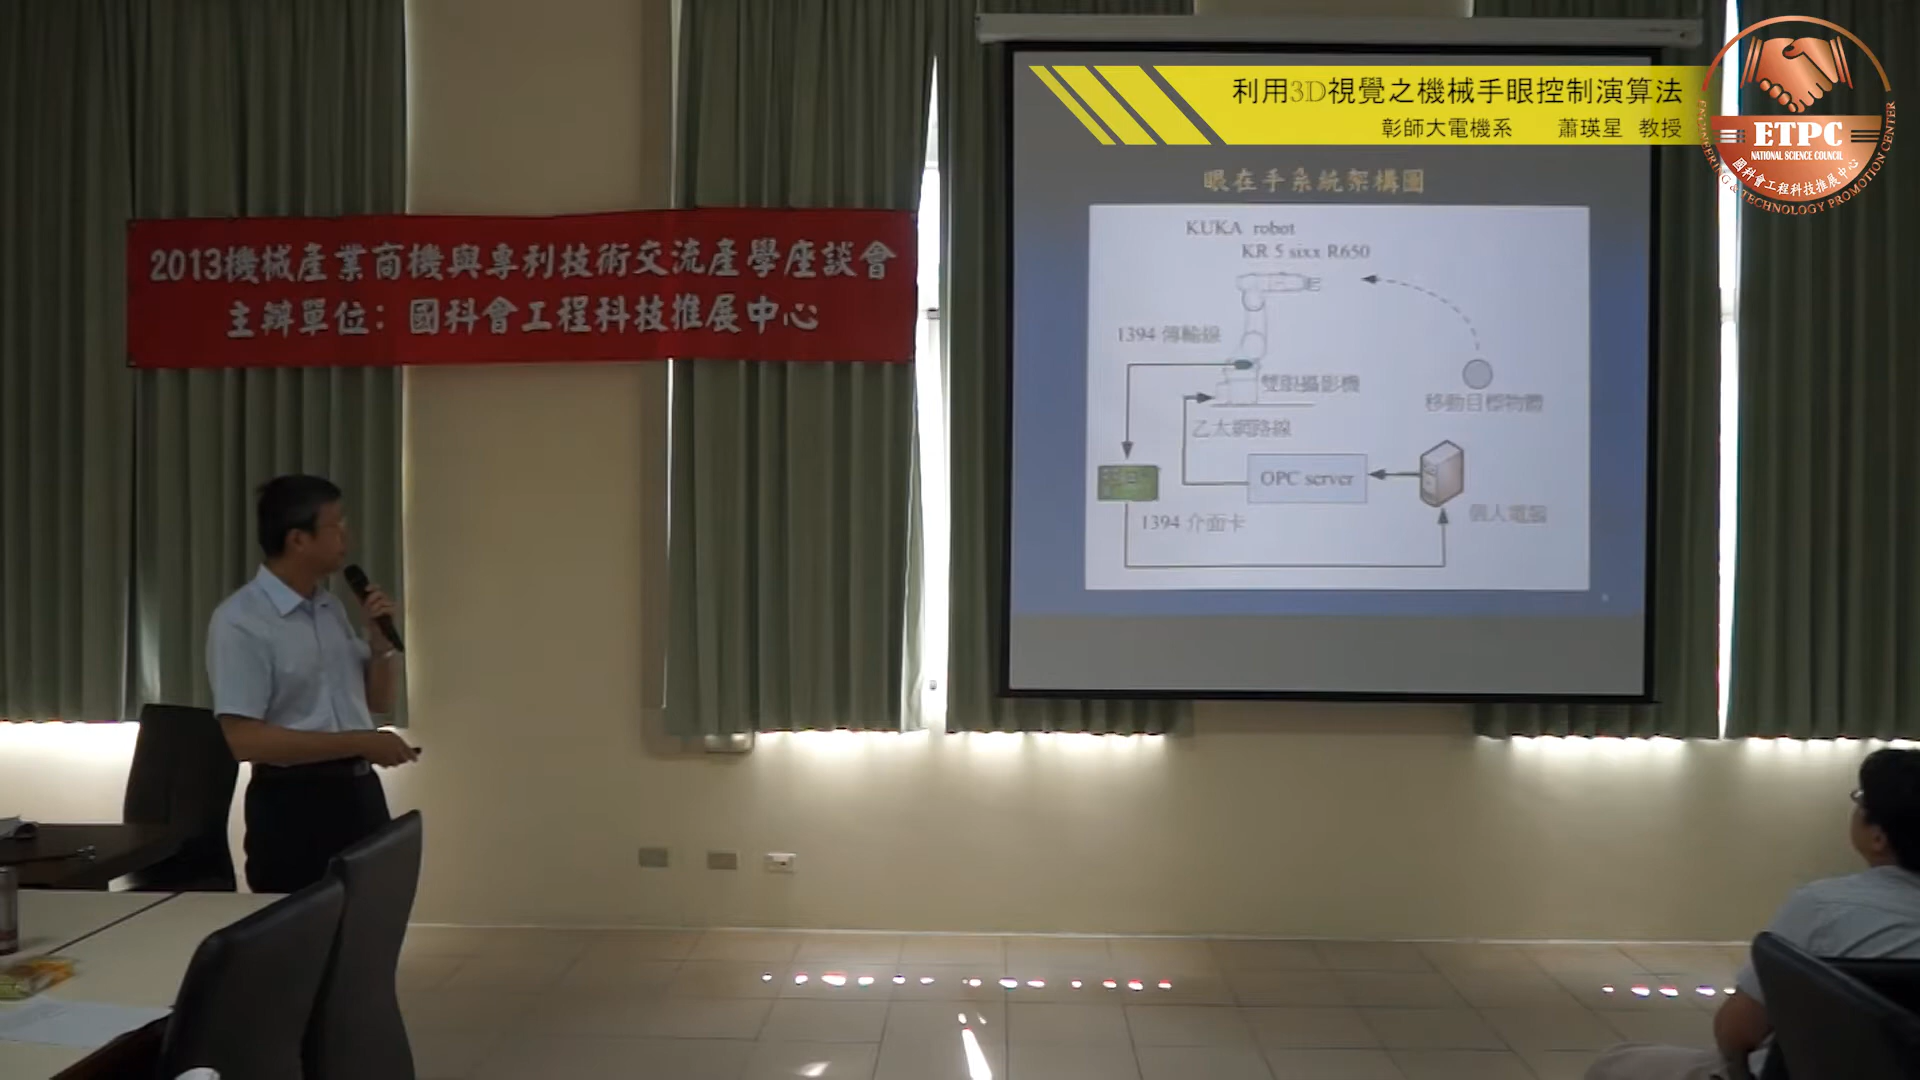 利用3D視覺之機械手眼控制演算法
彰師大電機系 蕭瑛星 教授
ETPC
NATIONAL SCIENCE COUNCIL
國科會工程科技推展中心
ENGINEERING & TECHNOLOGY PROMOTION CENTER
2013機械產業商機與專利技術交流產學座談會
主辦單位：國科會工程科技推展中心
眼在手系統架構圖
KUKA robot
KR 5 sixx R650
1394 傳輸線
雙眼攝影機
移動目標物體
乙太網路線
OPC server
1394 介面卡
個人電腦